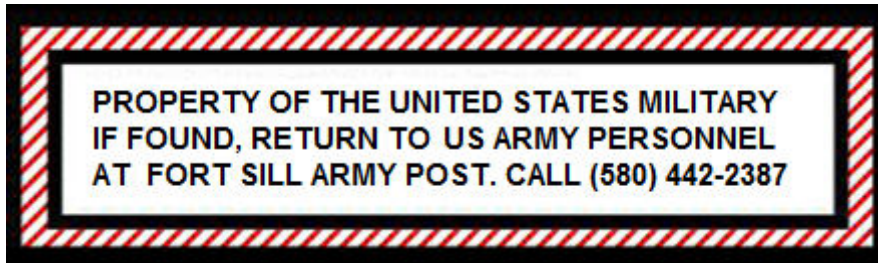 PROPERTY OF THE UNITED STATES MILITARY
IF FOUND, RETURN TO US ARMY PERSONNEL
AT FORT SILL ARMY POST. CALL (580) 442-2387